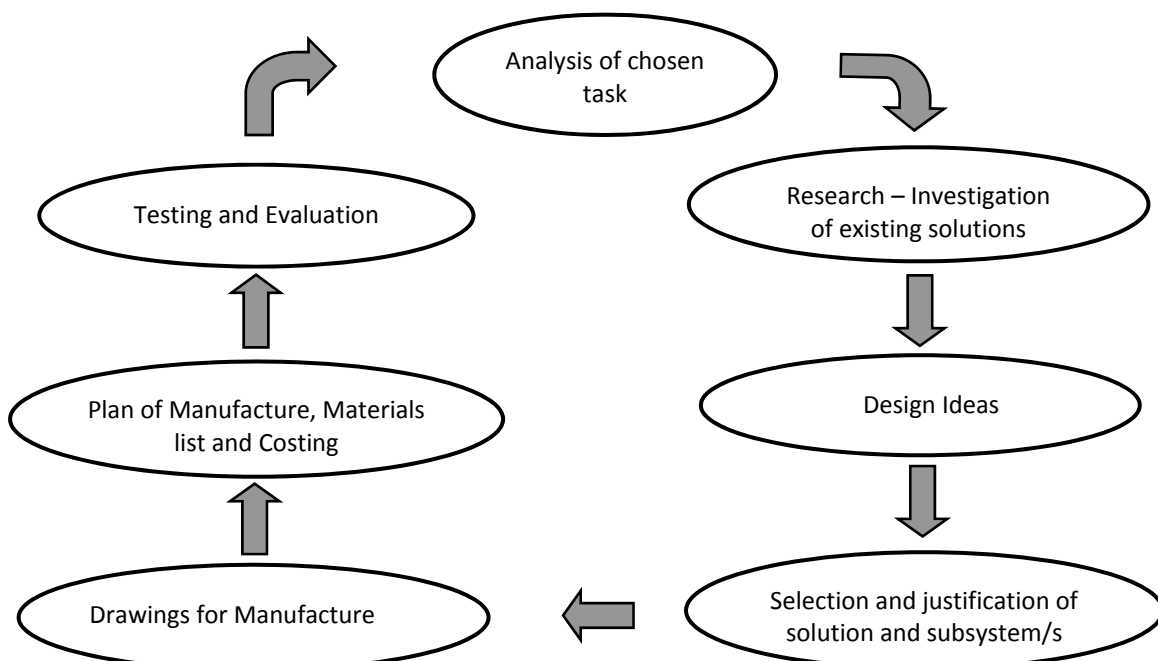 Analysis of chosen
task
Research – Investigation
of existing solutions
Design Ideas
Selection and justification of
solution and subsystem/s
Drawings for Manufacture
Plan of Manufacture, Materials
list and Costing
Testing and Evaluation